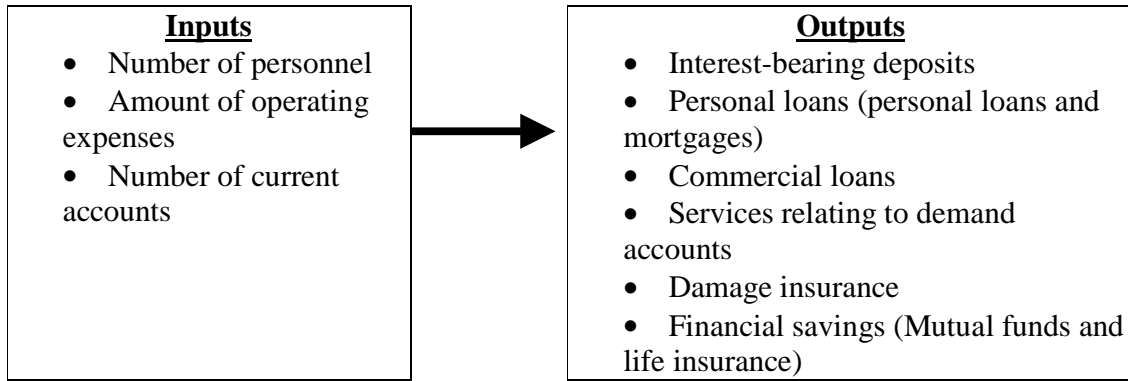 Inputs
• Number of personnel
• Amount of operating
expenses
• Number of current
accounts
Outputs
• Interest-bearing deposits
• Personal loans (personal loans and
mortgages)
• Commercial loans
• Services relating to demand
accounts
• Damage insurance
• Financial savings (Mutual funds and
life insurance)